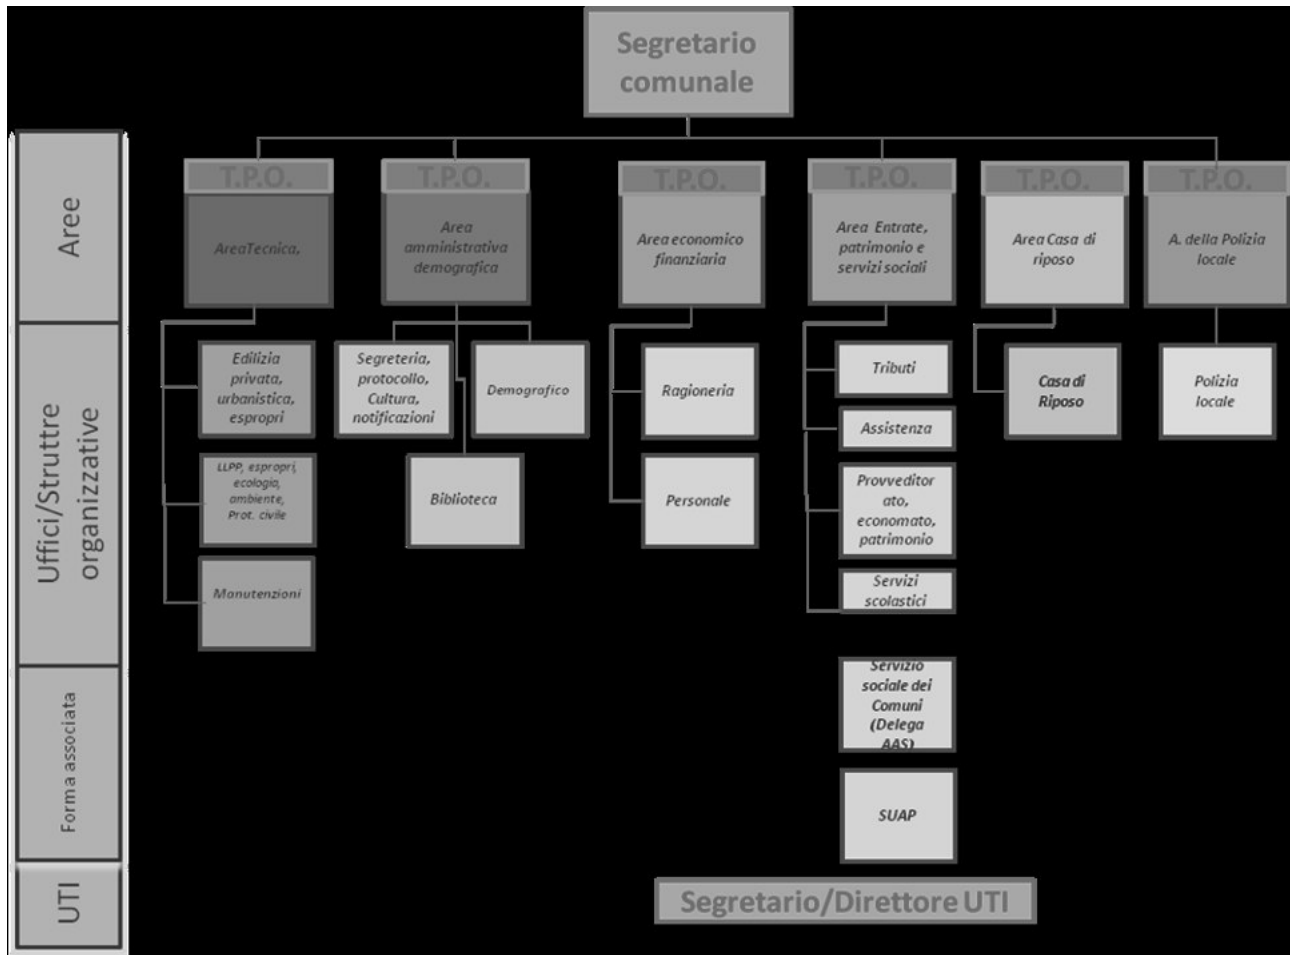 Segretario
comunale
Aree
T.P.O.
AreaTecnica,
T.P.O.
Area
amministrativa
demografica
T.P.O.
Area economico
finanziaria
T.P.O.
Area Entrate,
patrimonio e
servizi sociali
T.P.O.
Area Casa di
riposo
T.P.O.
A. della Polizia
locale
Uffici/Struttre
organizzative
Edilizia
privata,
urbanistica,
espropri
LLPP, espropri,
ecologia,
ambiente,
Prot. civile
Manutenzioni
Segreteria,
protocollo,
Cultura,
notificazioni
Demografico
Biblioteca
Ragioneria
Personale
Tributi
Assistenza
Provveditor
ato,
economato,
patrimonio
Servizi
scolastici
Casa di
Riposo
Polizia
locale
Forma associata
Servizio
sociale dei
Comuni
(Delega
AAS)
SUAP
UTI
Segretario/Direttore UTI